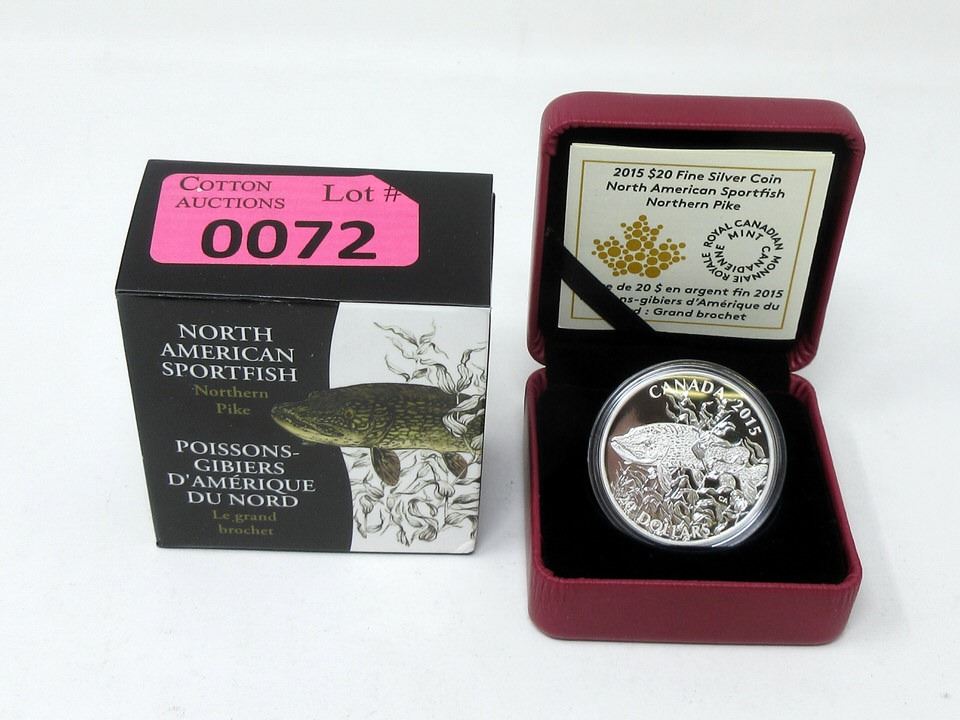 COTTON
AUCTIONS
Lot #
0072
NORTH
AMERICAN
SPORTFISH
Northern
Pike
POISSONS-
GIBIERS
D'AMÉRIQUE
DU NORD
Le grand
brochet
2015 $20 Fine Silver Coin
North American Sportfish
Northern Pike
ROYAL CANADIAN MINT
MONNAIE ROYALE CANADIENNE
de 20 $ en argent fin 2015
ns-gibiers d'Amérique du
: Grand brochet
CANADA 2015
DOLLARS